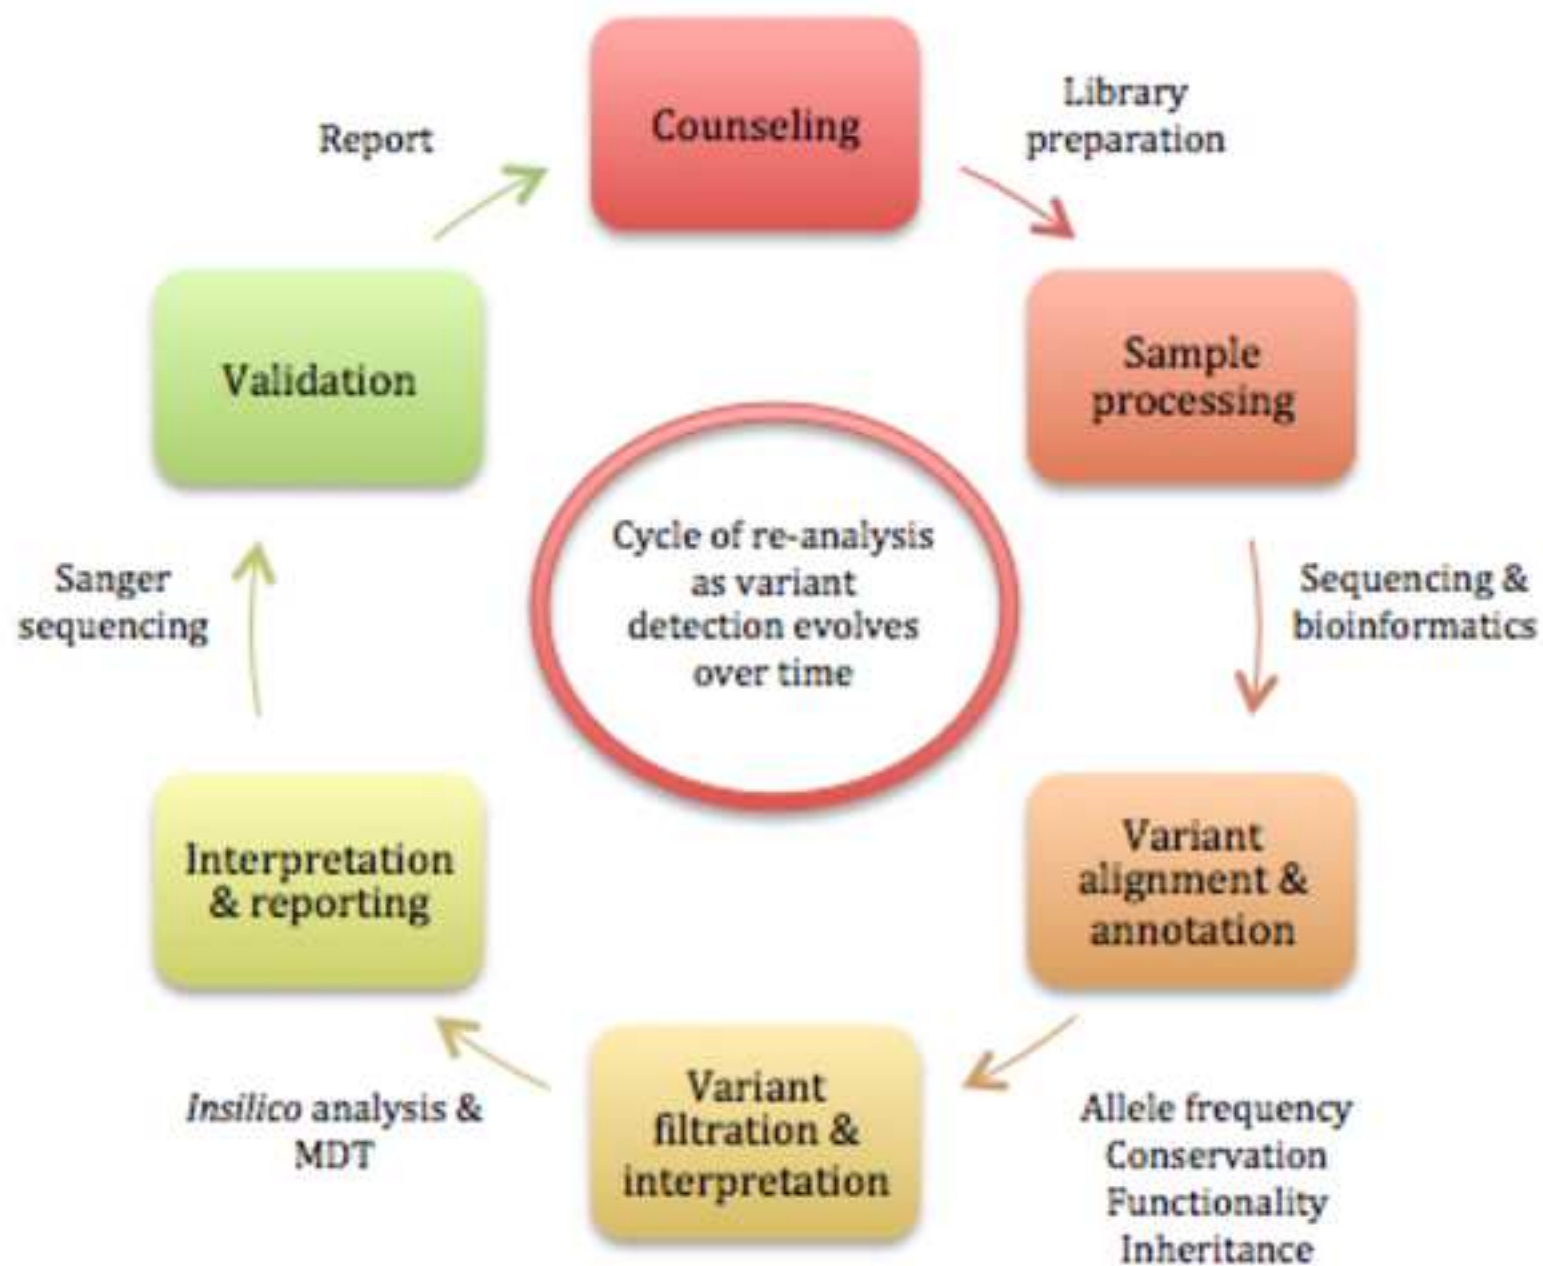 Counseling
Library
preparation
Sample
processing
Sequencing &
bioinformatics
Variant
alignment &
annotation
Allele frequency
Conservation
Functionality
Inheritance
Variant
filtration &
interpretation
Insilico analysis &
MDT
Interpretation
& reporting
Sanger
sequencing
Validation
Report
Cycle of re-analysis
as variant
detection evolves
over time